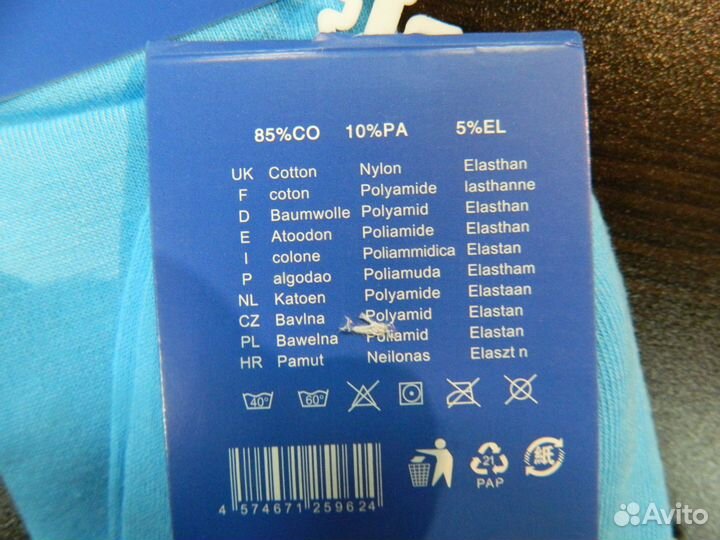 85%CO 10%PA 5%EL
UK Cotton Nylon Elasthan
F coton Polyamide lasthanne
D Baumwolle Polyamid Elasthan
E Atoodon Poliamide Elasthan
I colone Poliammidica Elastan
P algodao Poliamuda Elastham
NL Katoen Polyamide Elastaan
CZ Bavlna Polyamid Elastan
PL Bawelna Poliamid Elastan
HR Pamut Neilonas Elaszt n
40° 60°
21 紙
PAP
4 574671 259624
Avito